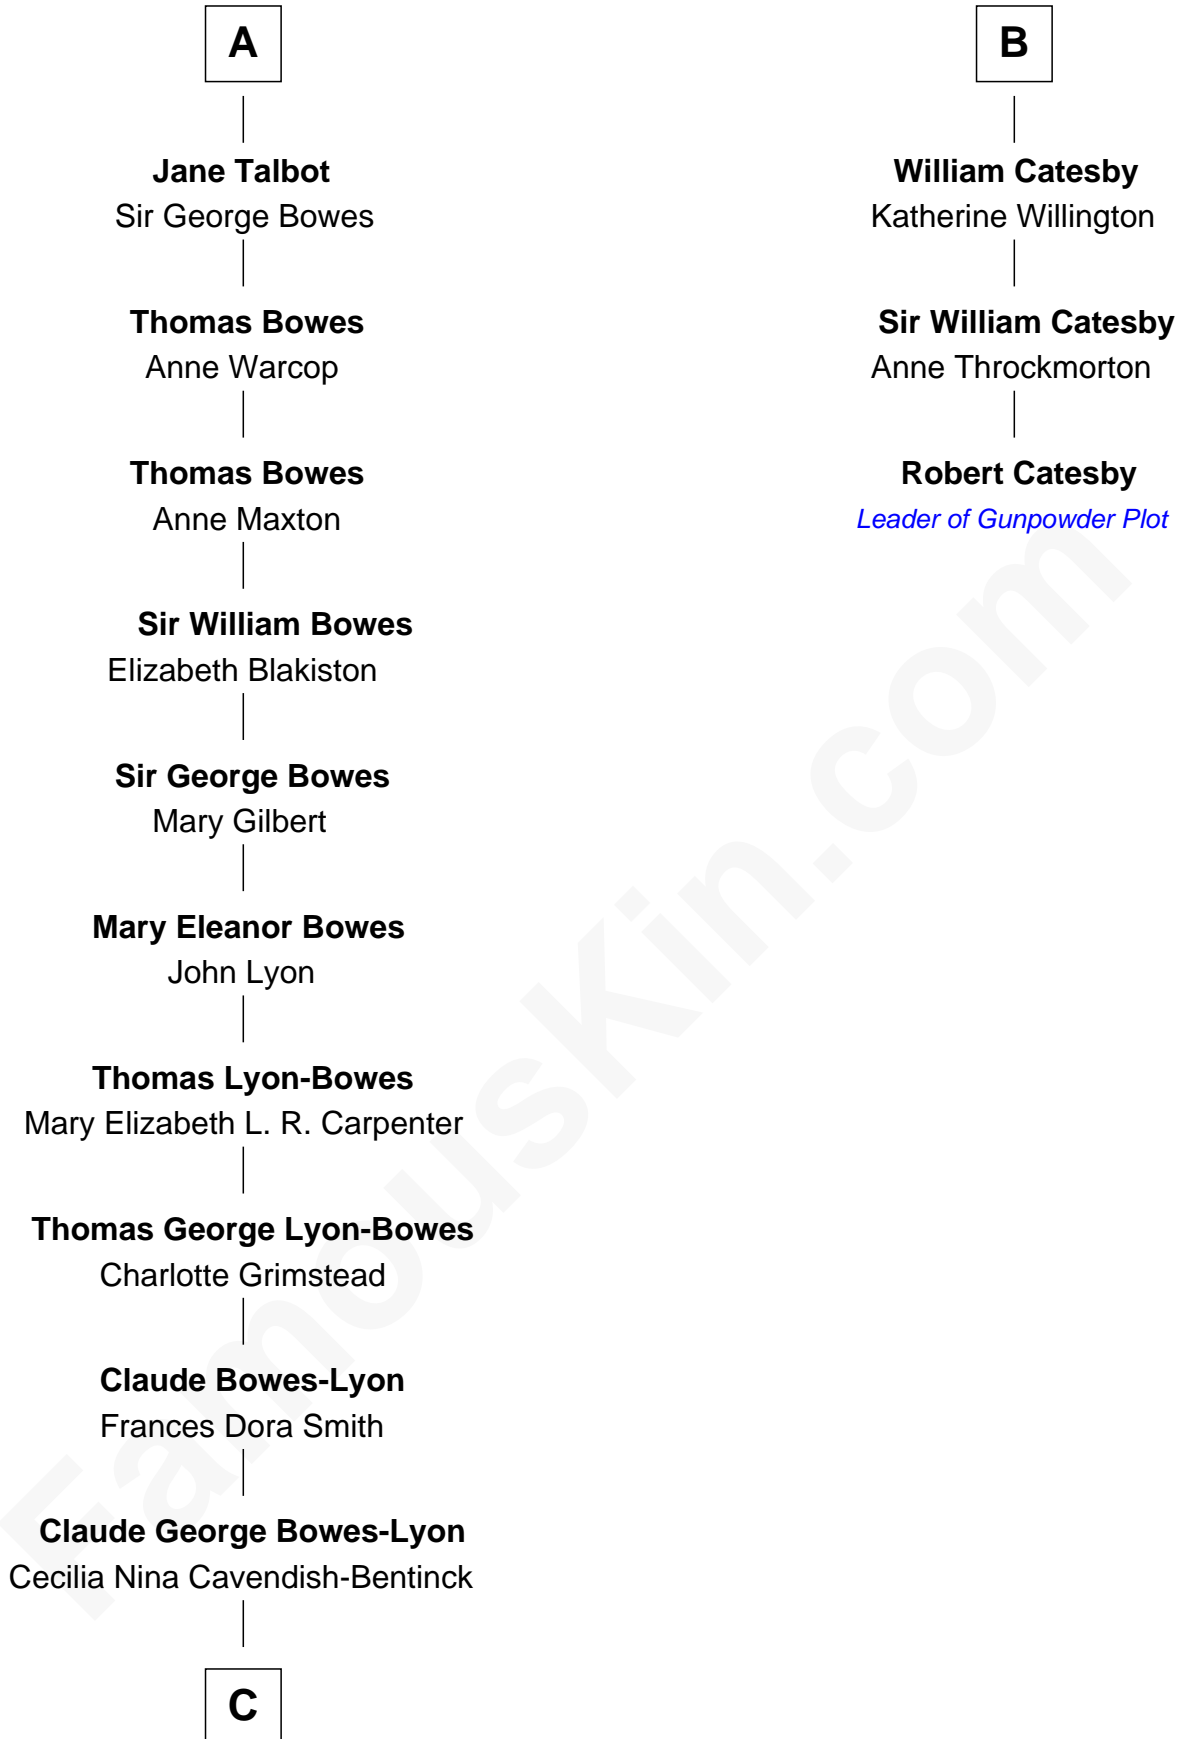 A
Jane Talbot
Sir George Bowes
Thomas Bowes
Anne Warcop
Thomas Bowes
Anne Maxton
Sir William Bowes
Elizabeth Blakiston
Sir George Bowes
Mary Gilbert
Mary Eleanor Bowes
John Lyon
Thomas Lyon-Bowes
Mary Elizabeth L. R. Carpenter
Thomas George Lyon-Bowes
Charlotte Grimstead
Claude Bowes-Lyon
Frances Dora Smith
Claude George Bowes-Lyon
Cecilia Nina Cavendish-Bentinck
C
B
William Catesby
Katherine Willington
Sir William Catesby
Anne Throckmorton
Robert Catesby
Leader of Gunpowder Plot
FamousKin.com